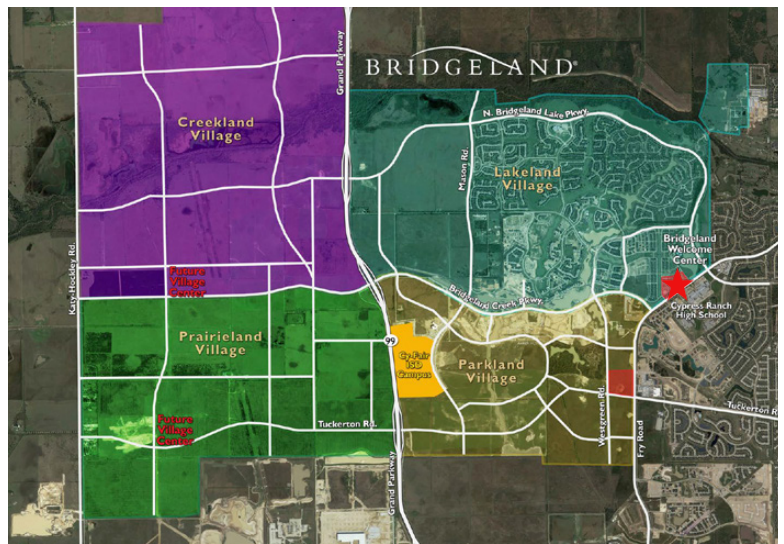 BRIDGELAND®
Grand Parkway
N. Bridgeland Lake Pkwy.
Creekland
Village
Mason Rd.
Lakeland
Village
Bridgeland
Welcome
Center
Katy-Hockley Rd.
Future
Village
Center
Bridgeland Creek Pkwy.
Cypress Ranch
High School
Prairieland
Village
99
Cy-Fair
ISD
Campus
Parkland
Village
Westgreen Rd.
Tuckerton R
Future
Village
Center
Tuckerton Rd.
Fry Road
Grand Parkway